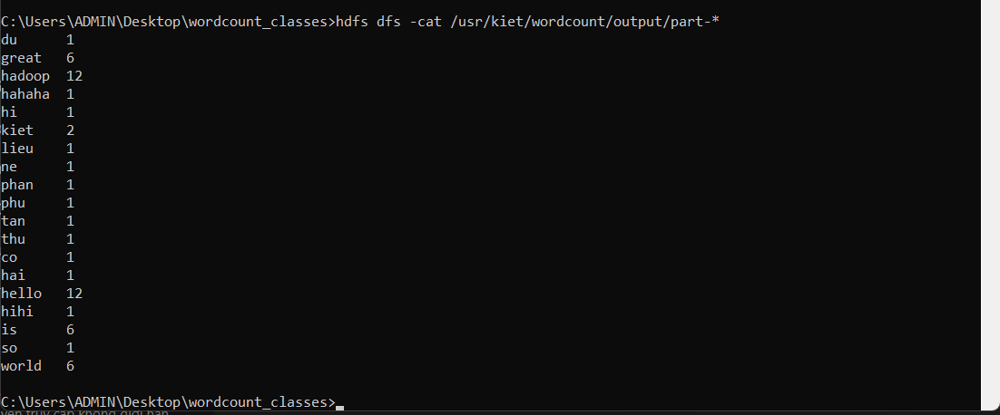 C:\Users\ADMIN\Desktop\wordcount_classes>hdfs dfs -cat /usr/kiet/wordcount/output/part-*
du 1
great 6
hadoop 12
hahaha 1
hi 1
kiet 2
lieu 1
ne 1
phan 1
phu 1
tan 1
thu 1
co 1
hai 1
hello 12
hihi 1
is 6
so 1
world 6
C:\Users\ADMIN\Desktop\wordcount_classes>